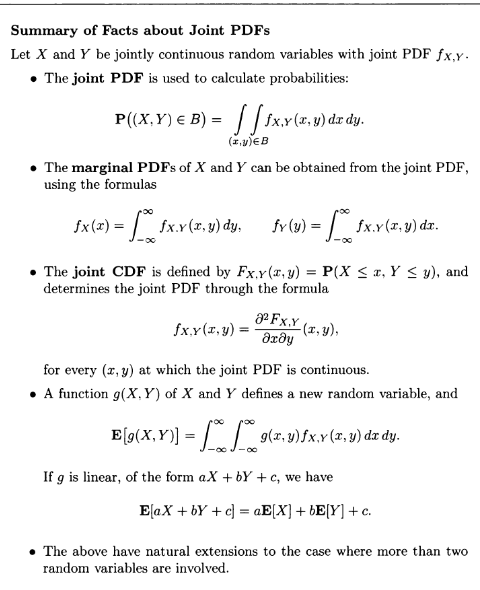 Summary of Facts about Joint PDFs
Let X and Y be jointly continuous random variables with joint PDF f_{X,Y}.
• The joint PDF is used to calculate probabilities:
P((X, Y) ∈ B) = ∫∫_{(x,y)∈B} f_{X,Y}(x, y) dx dy.
• The marginal PDFs of X and Y can be obtained from the joint PDF,
using the formulas
f_X(x) = ∫_{-∞}^{∞} f_{X,Y}(x, y) dy, f_Y(y) = ∫_{-∞}^{∞} f_{X,Y}(x, y) dx.
• The joint CDF is defined by F_{X,Y}(x, y) = P(X ≤ x, Y ≤ y), and
determines the joint PDF through the formula
f_{X,Y}(x, y) = ∂²F_{X,Y}/∂x∂y (x, y),
for every (x, y) at which the joint PDF is continuous.
• A function g(X, Y) of X and Y defines a new random variable, and
E[g(X, Y)] = ∫_{-∞}^{∞} ∫_{-∞}^{∞} g(x, y) f_{X,Y}(x, y) dx dy.
If g is linear, of the form aX + bY + c, we have
E[aX + bY + c] = aE[X] + bE[Y] + c.
• The above have natural extensions to the case where more than two
random variables are involved.